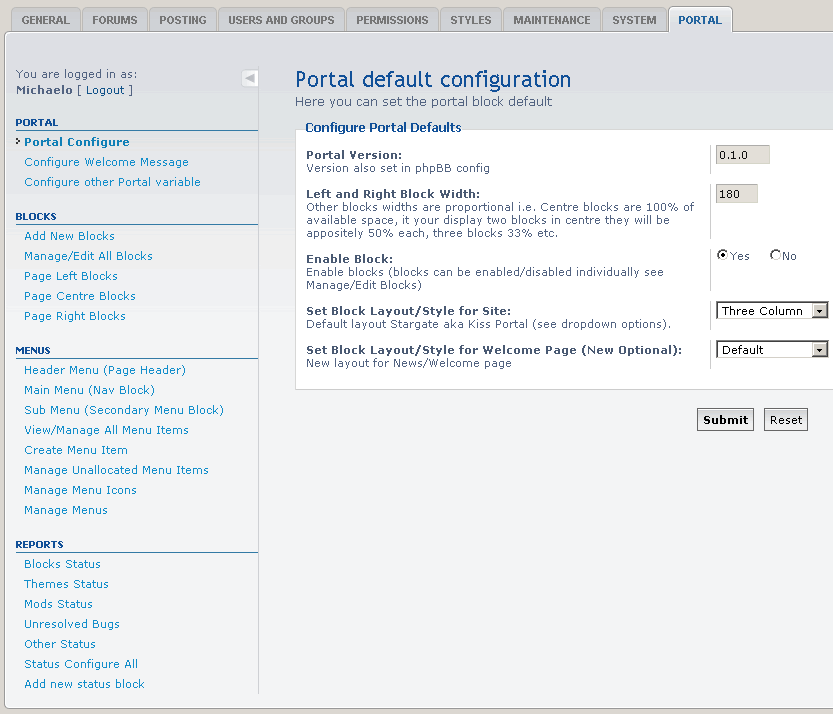 GENERAL FORUMS POSTING USERS AND GROUPS PERMISSIONS STYLES MAINTENANCE SYSTEM PORTAL
You are logged in as:
Michaelo [ Logout ]
PORTAL
Portal Configure
Configure Welcome Message
Configure other Portal variable
BLOCKS
Add New Blocks
Manage/Edit All Blocks
Page Left Blocks
Page Centre Blocks
Page Right Blocks
MENUS
Header Menu (Page Header)
Main Menu (Nav Block)
Sub Menu (Secondary Menu Block)
View/Manage All Menu Items
Create Menu Item
Manage Unallocated Menu Items
Manage Menu Icons
Manage Menus
REPORTS
Blocks Status
Themes Status
Mods Status
Unresolved Bugs
Other Status
Status Configure All
Add new status block
Portal default configuration
Here you can set the portal block default
Configure Portal Defaults
Portal Version:
Version also set in phpBB config
0.1.0
Left and Right Block Width:
Other blocks widths are proportional i.e. Centre blocks are 100% of
available space, it your display two blocks in centre they will be
appositely 50% each, three blocks 33% etc.
180
Enable Block:
Enable blocks (blocks can be enabled/disabled individually see
Manage/Edit Blocks)
Yes No
Set Block Layout/Style for Site:
Default layout Stargate aka Kiss Portal (see dropdown options).
Three Column
Set Block Layout/Style for Welcome Page (New Optional):
New layout for News/Welcome page
Default
Submit Reset